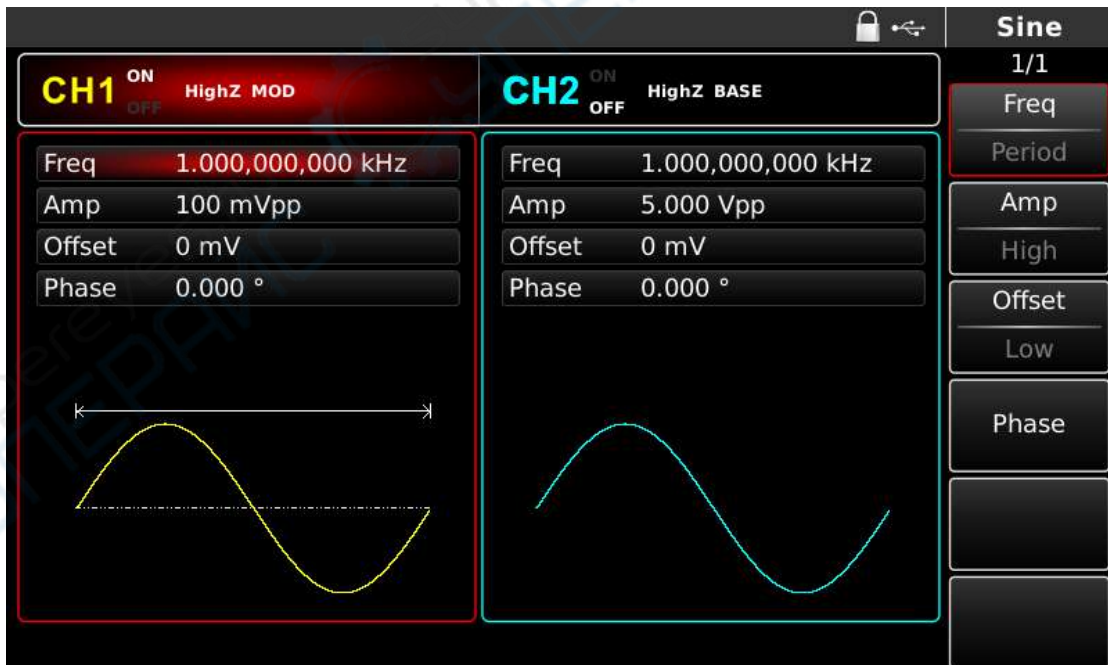 Sine
1/1
CH1 ON OFF HighZ MOD
CH2 ON OFF HighZ BASE
Freq 1.000,000,000 kHz
Amp 100 mVpp
Offset 0 mV
Phase 0.000 °
Freq 1.000,000,000 kHz
Amp 5.000 Vpp
Offset 0 mV
Phase 0.000 °
Freq
Period
Amp
High
Offset
Low
Phase